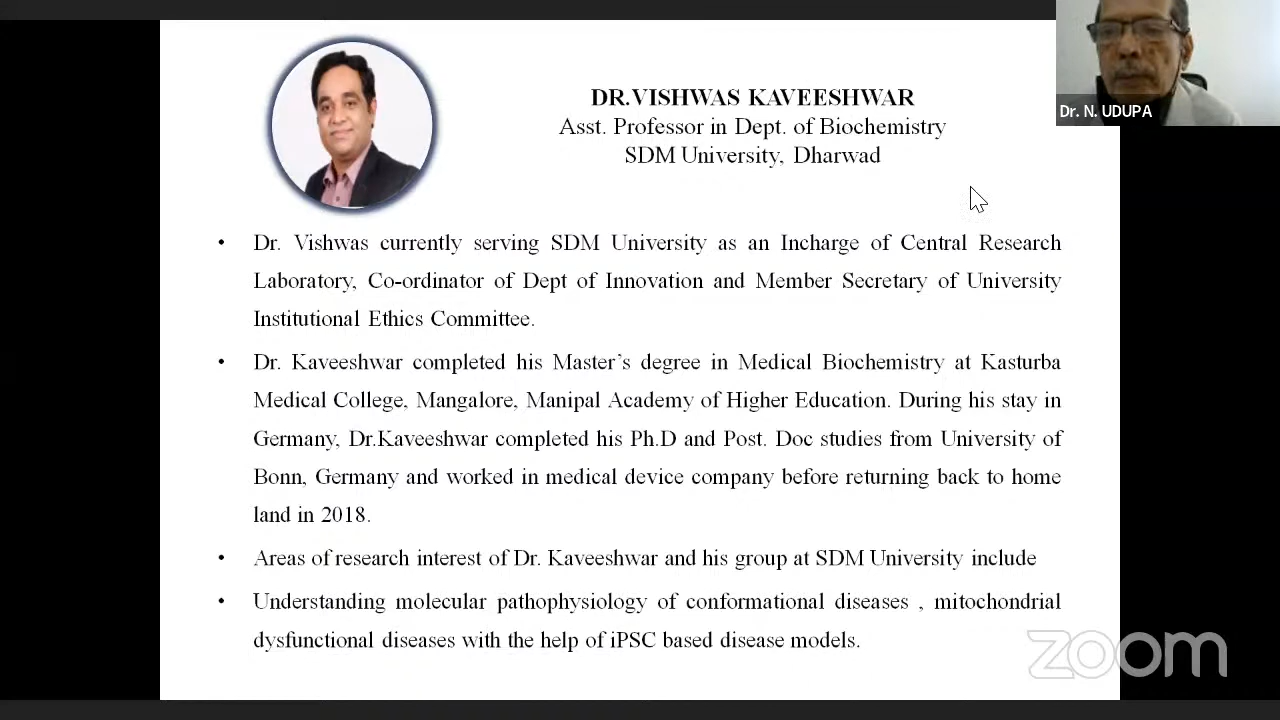 DR.VISHWAS KAVEESHWAR
Asst. Professor in Dept. of Biochemistry
SDM University, Dharwad
Dr. N. UDUPA
• Dr. Vishwas currently serving SDM University as an Incharge of Central Research
Laboratory, Co-ordinator of Dept of Innovation and Member Secretary of University
Institutional Ethics Committee.
• Dr. Kaveeshwar completed his Master’s degree in Medical Biochemistry at Kasturba
Medical College, Mangalore, Manipal Academy of Higher Education. During his stay in
Germany, Dr.Kaveeshwar completed his Ph.D and Post. Doc studies from University of
Bonn, Germany and worked in medical device company before returning back to home
land in 2018.
• Areas of research interest of Dr. Kaveeshwar and his group at SDM University include
• Understanding molecular pathophysiology of conformational diseases , mitochondrial
dysfunctional diseases with the help of iPSC based disease models.
zoom